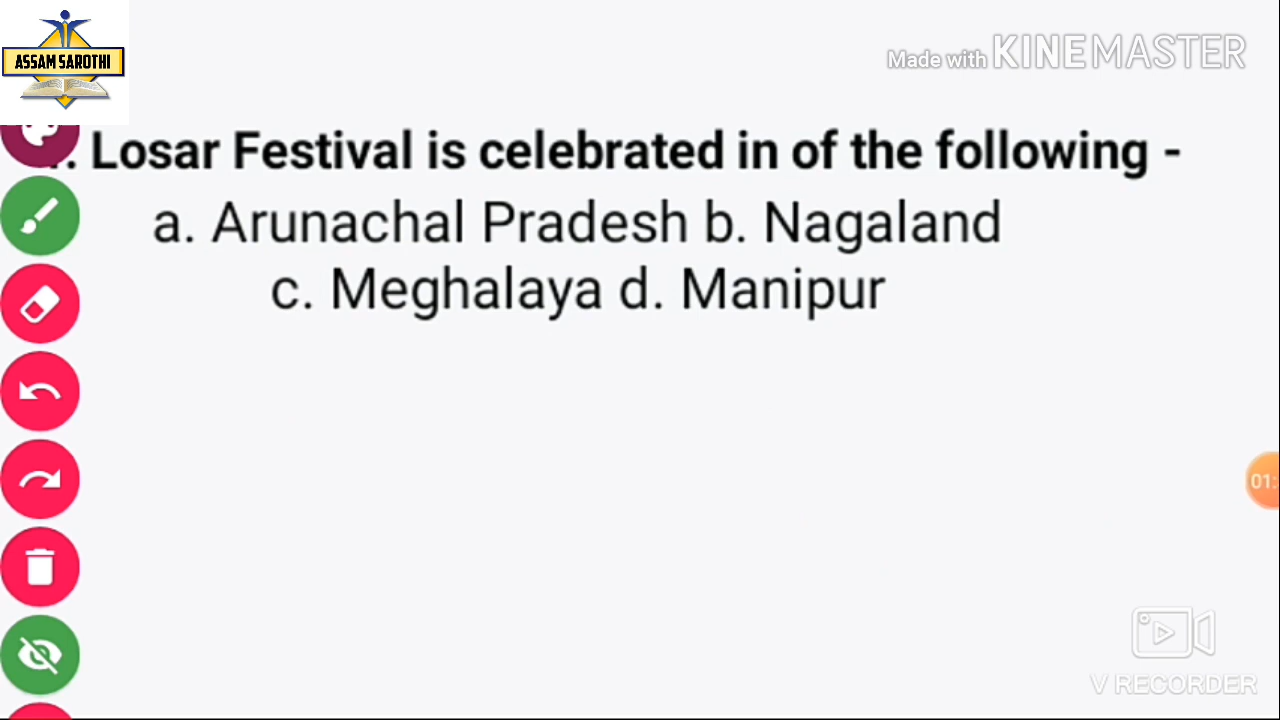 ASSAM SAROTHI
Made with KINEMASTER
. Losar Festival is celebrated in of the following -
a. Arunachal Pradesh b. Nagaland
c. Meghalaya d. Manipur
01:
V RECORDER